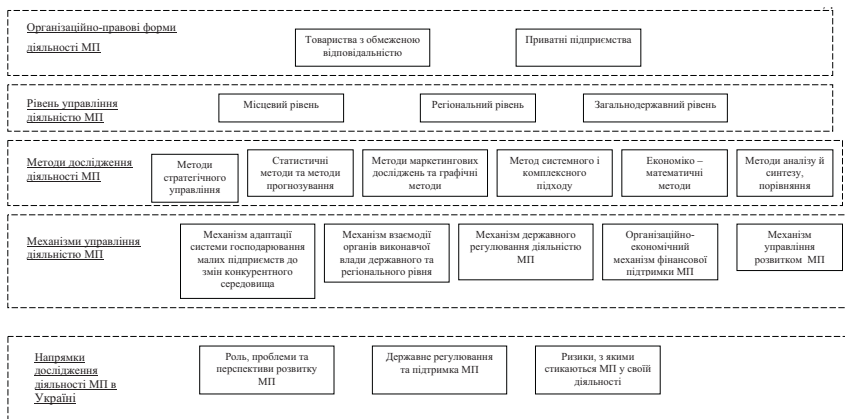 Організаційно-правові форми
діяльності МП
Товариства з обмеженою
відповідальністю
Приватні підприємства
Рівень управління
діяльністю МП
Місцевий рівень
Регіональний рівень
Загальнодержавний рівень
Методи дослідження
діяльності МП
Методи
стратегічного
управління
Статистичні
методи та методи
прогнозування
Методи маркетингових
досліджень та графічні
методи
Метод системного і
комплексного
підходу
Економіко –
математичні
методи
Методи аналізу й
синтезу,
порівняння
Механізми управління
діяльністю МП
Механізм адаптації
системи господарювання
малих підприємств до
змін конкурентного
середовища
Механізм взаємодії
органів виконавчої
влади державного та
регіонального рівня
Механізм державного
регулювання діяльністю
МП
Організаційно-
економічний
механізм фінансової
підтримки МП
Механізм
управління
розвитком МП
Напрямки
дослідження
діяльності МП в
Україні
Роль, проблеми та
перспективи розвитку
МП
Державне регулювання
та підтримка МП
Ризики, з якими
стикаються МП у своїй
діяльності